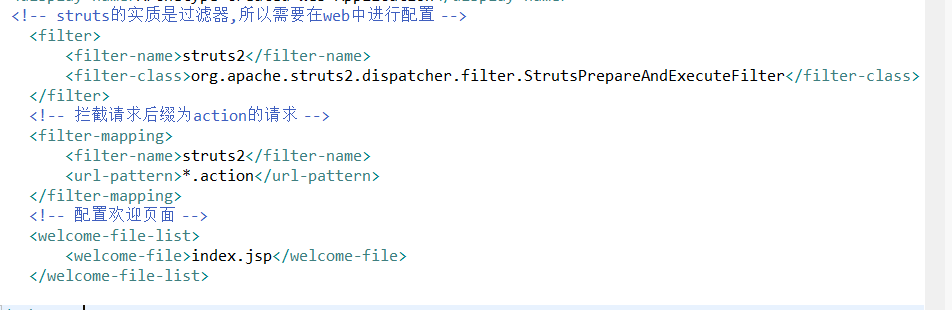 <!-- struts的实质是过滤器,所以需要在web中进行配置 -->
<filter>
<filter-name>struts2</filter-name>
<filter-class>org.apache.struts2.dispatcher.filter.StrutsPrepareAndExecuteFilter</filter-class>
</filter>
<!-- 拦截请求后缀为action的请求 -->
<filter-mapping>
<filter-name>struts2</filter-name>
<url-pattern>*.action</url-pattern>
</filter-mapping>
<!-- 配置欢迎页面 -->
<welcome-file-list>
<welcome-file>index.jsp</welcome-file>
</welcome-file-list>